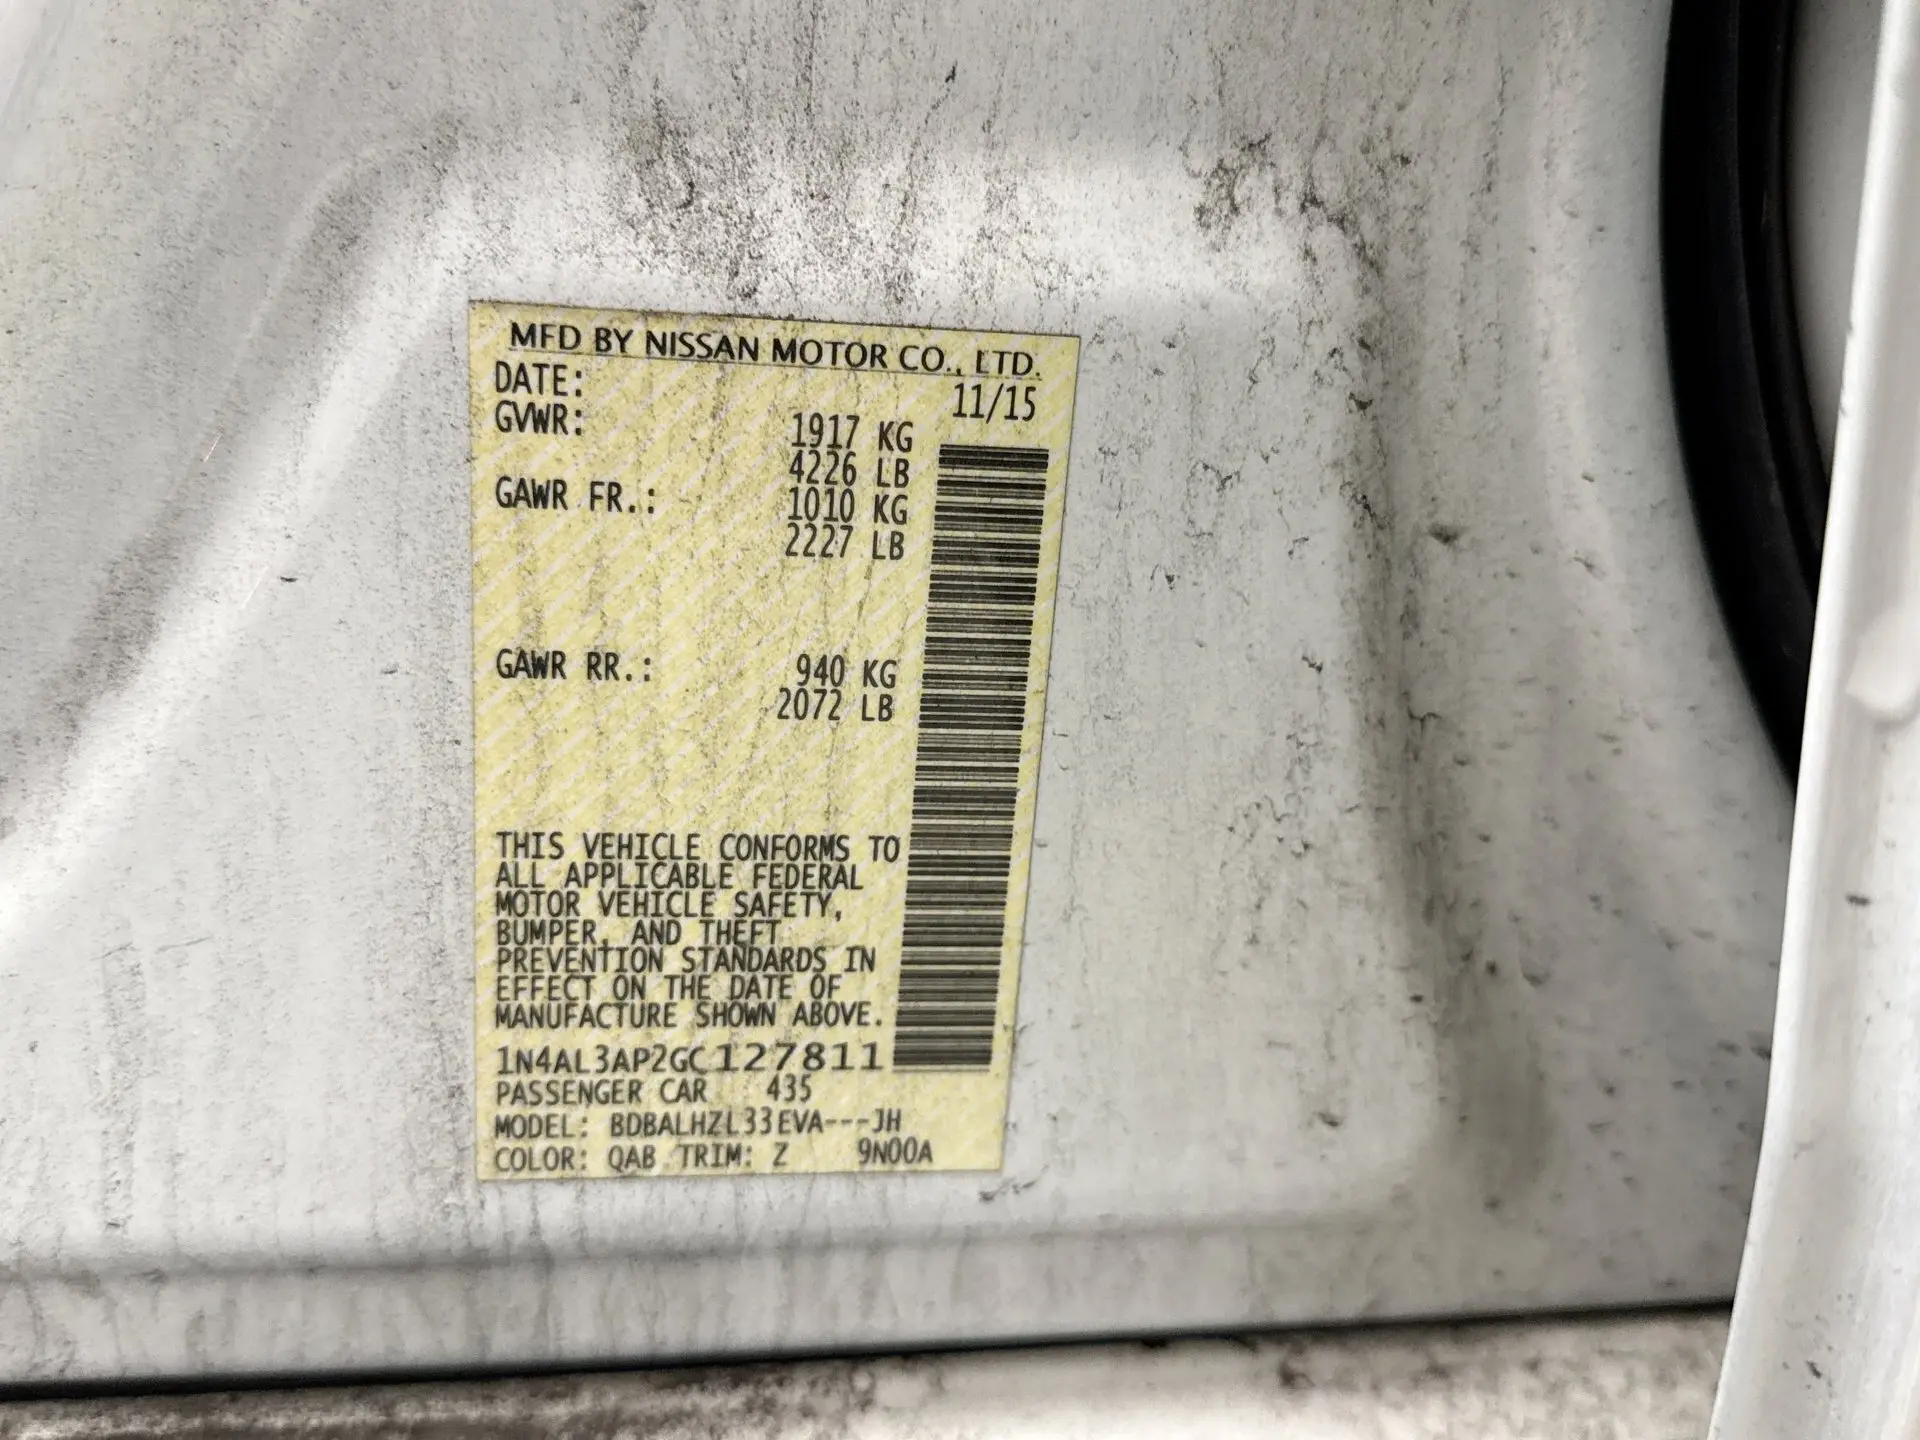 MFD BY NISSAN MOTOR CO., LTD.
DATE: 11/15
GVWR: 1917 KG
4226 LB
GAWR FR.: 1010 KG
2227 LB
GAWR RR.: 940 KG
2072 LB
THIS VEHICLE CONFORMS TO
ALL APPLICABLE FEDERAL
MOTOR VEHICLE SAFETY,
BUMPER, AND THEFT
PREVENTION STANDARDS IN
EFFECT ON THE DATE OF
MANUFACTURE SHOWN ABOVE.
1N4AL3AP2GC127811
PASSENGER CAR 435
MODEL: BDBALHZL33EVA---JH
COLOR: QAB TRIM: Z 9N00A